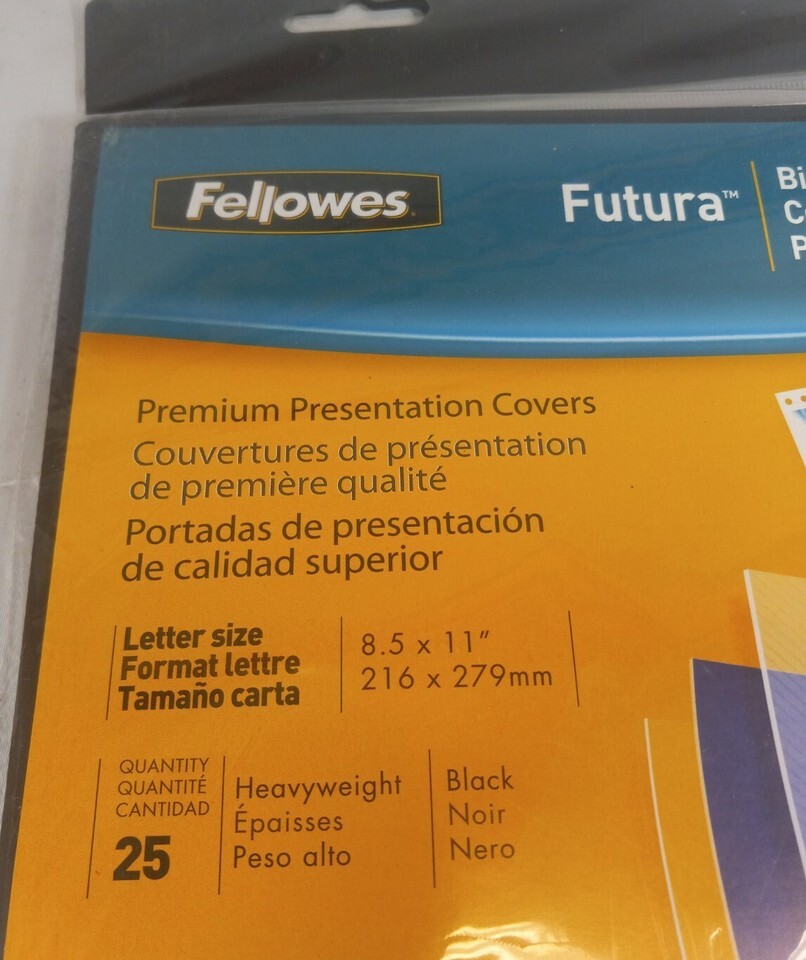 Fellowes
Futura™
Premium Presentation Covers
Couvertures de présentation
de première qualité
Portadas de presentación
de calidad superior
Letter size
Format lettre
Tamaño carta
8.5 x 11"
216 x 279mm
QUANTITY
QUANTITÉ
CANTIDAD
25
Heavyweight
Épaisses
Peso alto
Black
Noir
Nero